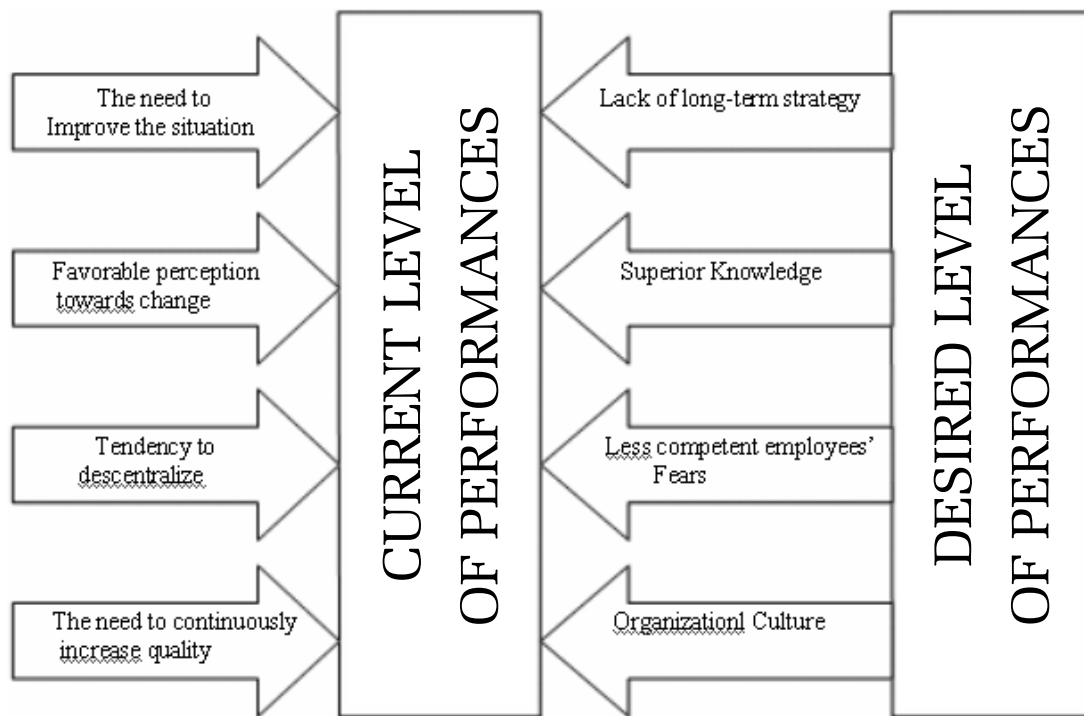 The need to
Improve the situation
Favorable perception
towards change
Tendency to
descentralize
The need to continuously
increase quality
CURRENT LEVEL
OF PERFORMANCES
Lack of long-term strategy
Superior Knowledge
Less competent employees’
Fears
Organizationl Culture
DESIRED LEVEL
OF PERFORMANCES